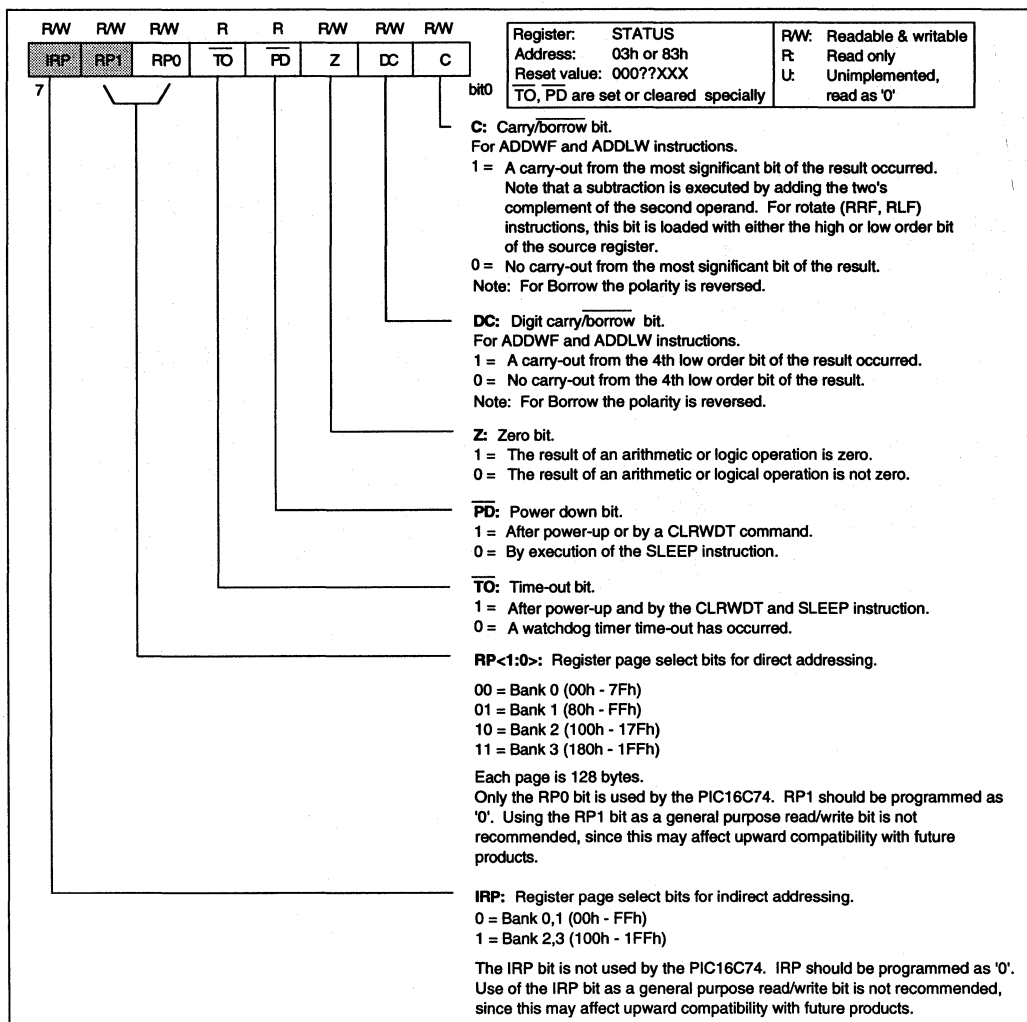 R/W R/W R/W R R R/W R/W R/W
IRP RP1 RP0 TO PD Z DC C
7 bit0
Register: STATUS
Address: 03h or 83h
Reset value: 000??XXX
TO, PD are set or cleared specially
R/W: Readable & writable
R: Read only
U: Unimplemented,
read as '0'
C: Carry/borrow bit.
For ADDWF and ADDLW instructions.
1 = A carry-out from the most significant bit of the result occurred.
Note that a subtraction is executed by adding the two's
complement of the second operand. For rotate (RRF, RLF)
instructions, this bit is loaded with either the high or low order bit
of the source register.
0 = No carry-out from the most significant bit of the result.
Note: For Borrow the polarity is reversed.
DC: Digit carry/borrow bit.
For ADDWF and ADDLW instructions.
1 = A carry-out from the 4th low order bit of the result occurred.
0 = No carry-out from the 4th low order bit of the result.
Note: For Borrow the polarity is reversed.
Z: Zero bit.
1 = The result of an arithmetic or logic operation is zero.
0 = The result of an arithmetic or logical operation is not zero.
PD: Power down bit.
1 = After power-up or by a CLRWDT command.
0 = By execution of the SLEEP instruction.
TO: Time-out bit.
1 = After power-up and by the CLRWDT and SLEEP instruction.
0 = A watchdog timer time-out has occurred.
RP<1:0>: Register page select bits for direct addressing.
00 = Bank 0 (00h - 7Fh)
01 = Bank 1 (80h - FFh)
10 = Bank 2 (100h - 17Fh)
11 = Bank 3 (180h - 1FFh)
Each page is 128 bytes.
Only the RP0 bit is used by the PIC16C74. RP1 should be programmed as
'0'. Using the RP1 bit as a general purpose read/write bit is not
recommended, since this may affect upward compatibility with future
products.
IRP: Register page select bits for indirect addressing.
0 = Bank 0,1 (00h - FFh)
1 = Bank 2,3 (100h - 1FFh)
The IRP bit is not used by the PIC16C74. IRP should be programmed as '0'.
Use of the IRP bit as a general purpose read/write bit is not recommended,
since this may affect upward compatibility with future products.